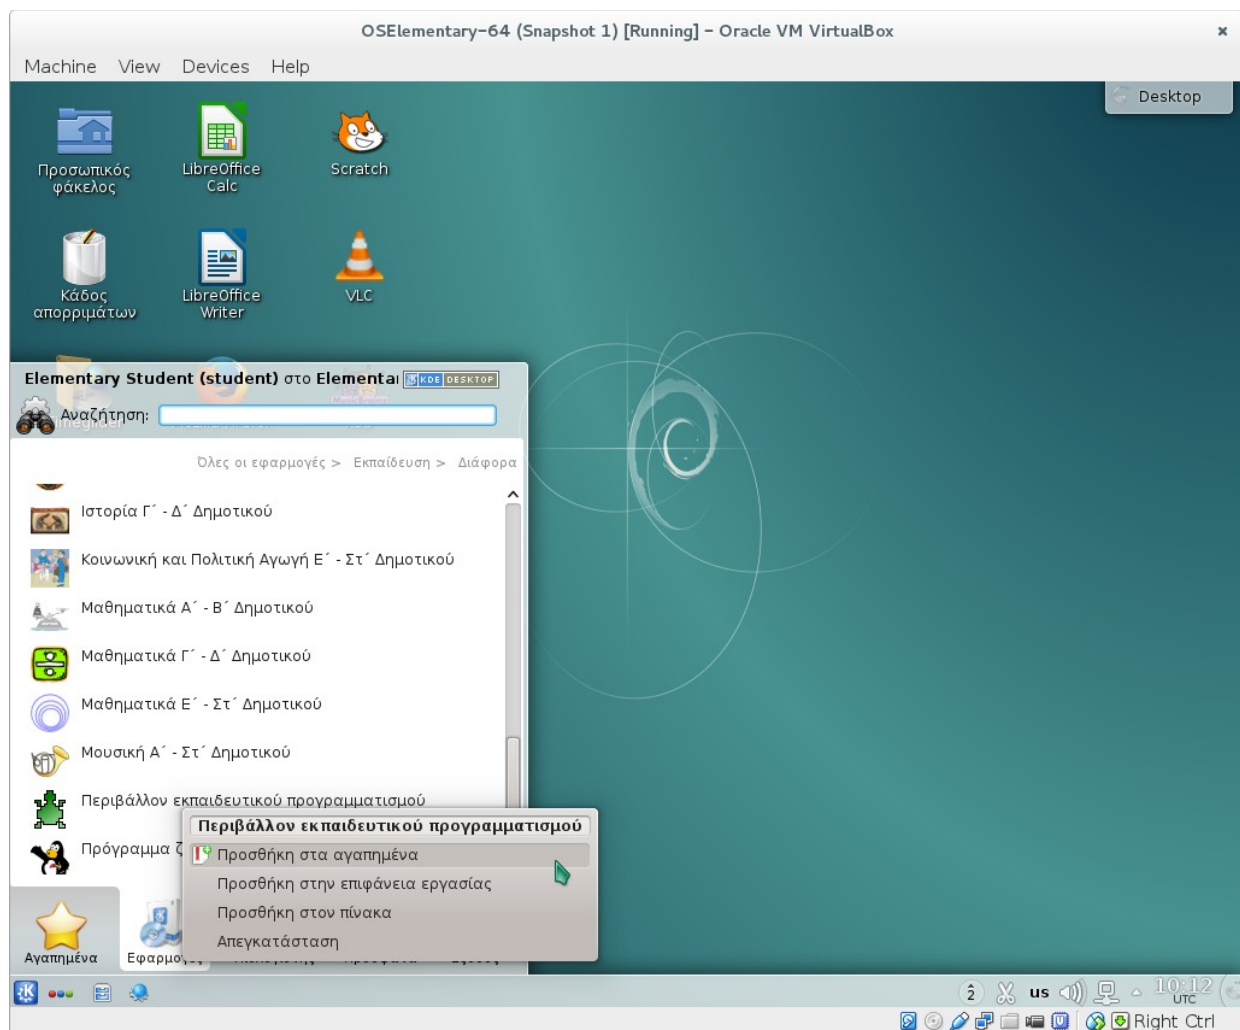 OSElementary-64 (Snapshot 1) [Running] - Oracle VM VirtualBox
Machine View Devices Help
Desktop
Προσωπικός
φάκελος
LibreOffice
Calc
Scratch
Κάδος
απορριμάτων
LibreOffice
Writer
VLC
Elementary Student (student) στο Elementar
KDE DESKTOP
Αναζήτηση:
Όλες οι εφαρμογές > Εκπαίδευση > Διάφορα
Ιστορία Γ΄ - Δ΄ Δημοτικού
Κοινωνική και Πολιτική Αγωγή Ε΄ - Στ΄ Δημοτικού
Μαθηματικά Α΄ - Β΄ Δημοτικού
Μαθηματικά Γ΄ - Δ΄ Δημοτικού
Μαθηματικά Ε΄ - Στ΄ Δημοτικού
Μουσική Α΄ - Στ΄ Δημοτικού
Περιβάλλον εκπαιδευτικού προγραμματισμού
Πρόγραμμα
Περιβάλλον εκπαιδευτικού προγραμματισμού
Προσθήκη στα αγαπημένα
Προσθήκη στην επιφάνεια εργασίας
Προσθήκη στον πίνακα
Απεγκατάσταση
Αγαπημένα
2
us
10:12
UTC
Right Ctrl